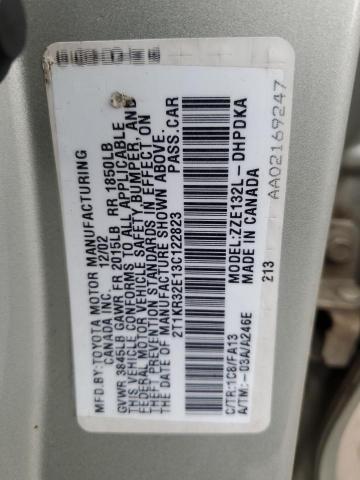 MFD.BY: TOYOTA MOTOR MANUFACTURING
CANADA INC. 12/02
GVWR 3845LB GAWR FR 2015LB RR 1850LB
THIS VEHICLE CONFORMS TO ALL APPLICABLE
FEDERAL MOTOR VEHICLE SAFETY, BUMPER, AND
THEFT PREVENTION STANDARDS IN EFFECT ON
THE DATE OF MANUFACTURE SHOWN ABOVE.
2T1KR32E13C122823 PASS.CAR
C/TR:1C8/FA13 MODEL:ZZE132L-DHPDKA
A/TM:-03A/A246E MADE IN CANADA
213
AA02169247